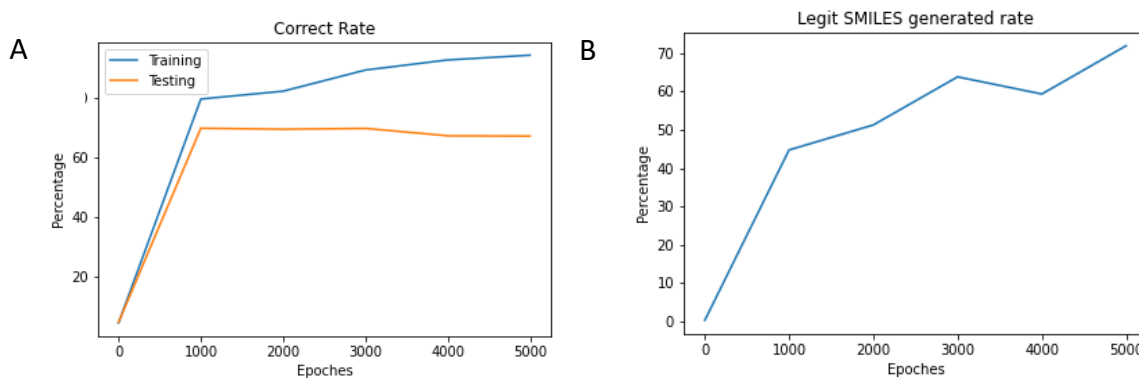 A
Correct Rate
Training
Testing
)
60
40
20
Percentage
0 1000 2000 3000 4000 5000
Epoches
B
Legit SMILES generated rate
70
60
50
40
30
20
10
0
Percentage
0 1000 2000 3000 4000 5000
Epoches